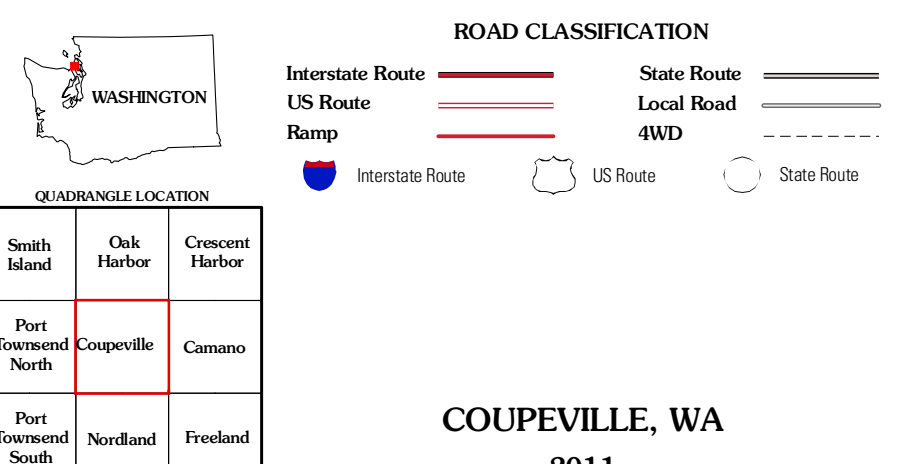 ROAD CLASSIFICATION
Interstate Route
State Route
US Route
Local Road
Ramp
4WD
Interstate Route
US Route
State Route
WASHINGTON
QUADRANGLE LOCATION
Smith
Island
Oak
Harbor
Crescent
Harbor
Port
Townsend
North
Coupeville
Camano
Port
Townsend
South
Nordland
Freeland
COUPEVILLE, WA
2011